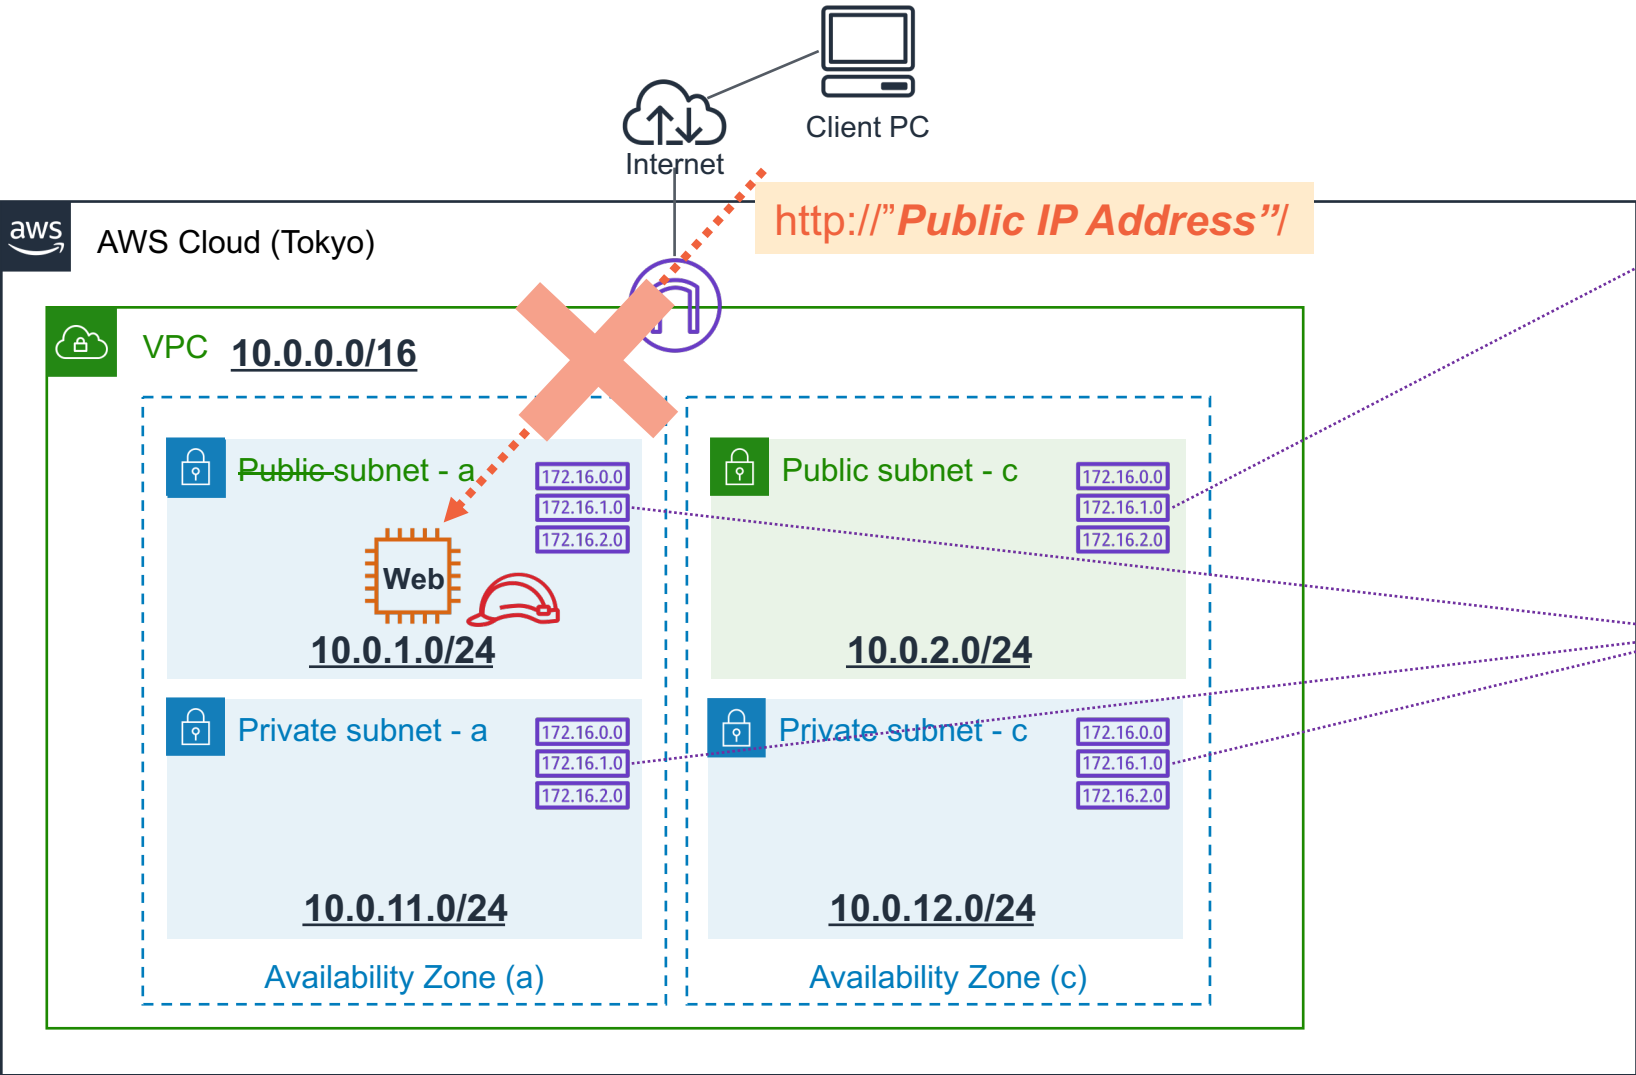 Client PC
Internet
http://”Public IP Address”/
aws
AWS Cloud (Tokyo)
VPC 10.0.0.0/16
Public subnet - a
172.16.0.0
172.16.1.0
172.16.2.0
Web
10.0.1.0/24
Public subnet - c
172.16.0.0
172.16.1.0
172.16.2.0
10.0.2.0/24
Private subnet - a
172.16.0.0
172.16.1.0
172.16.2.0
10.0.11.0/24
Private subnet - c
172.16.0.0
172.16.1.0
172.16.2.0
10.0.12.0/24
Availability Zone (a)
Availability Zone (c)